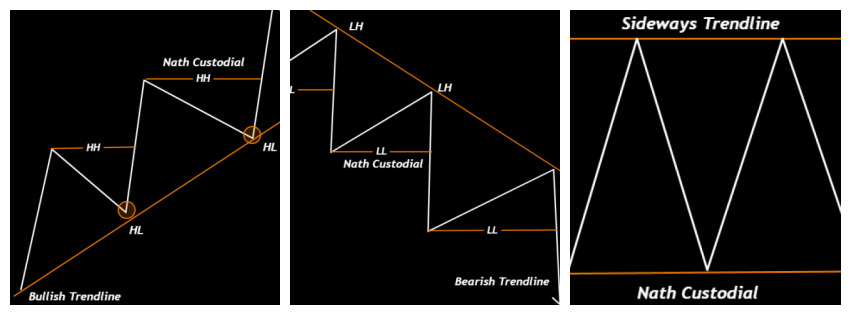 Nath Custodial
HH
HH
HL
HL
Bullish Trendline
LH
LH
L
LL
Nath Custodial
LL
Bearish Trendline
Sideways Trendline
Nath Custodial